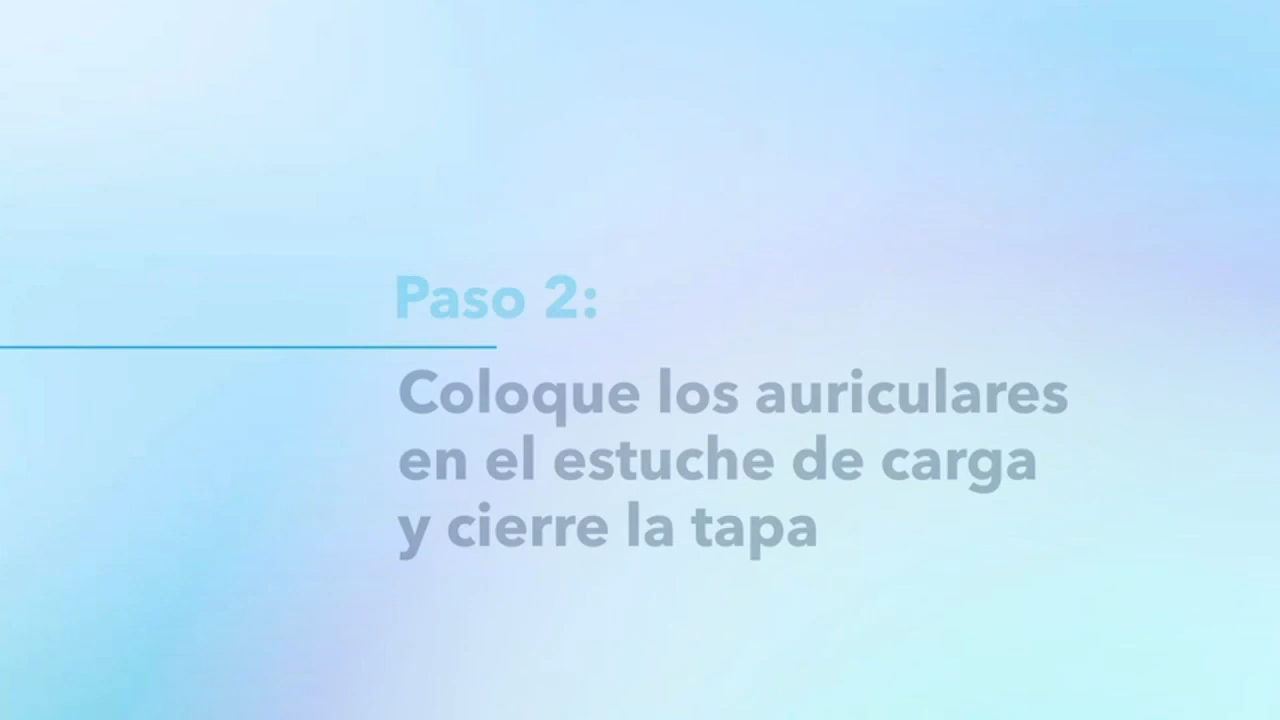 Paso 2:
Coloque los auriculares
en el estuche de carga
y cierre la tapa